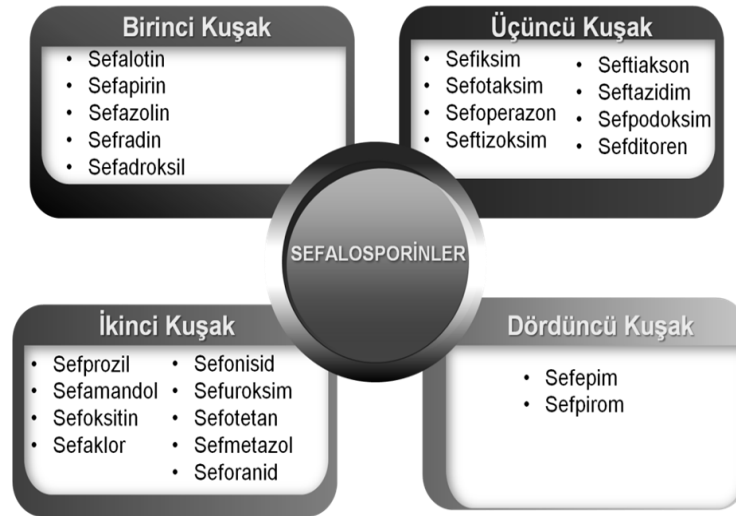 Birinci Kuşak
• Sefalotin
• Sefapirin
• Sefazolin
• Sefradin
• Sefadroksil
Üçüncü Kuşak
• Sefiksim
• Sefotaksim
• Sefoperazon
• Seftizoksim
• Seftiakson
• Seftazidim
• Sefpodoksim
• Sefditoren
SEFALOSPORİNLER
İkinci Kuşak
• Sefprozil
• Sefamandol
• Sefoksitin
• Sefaklor
• Sefonisid
• Sefuroksim
• Sefotetan
• Sefmetazol
• Seforanid
Dördüncü Kuşak
• Sefepim
• Sefpirom